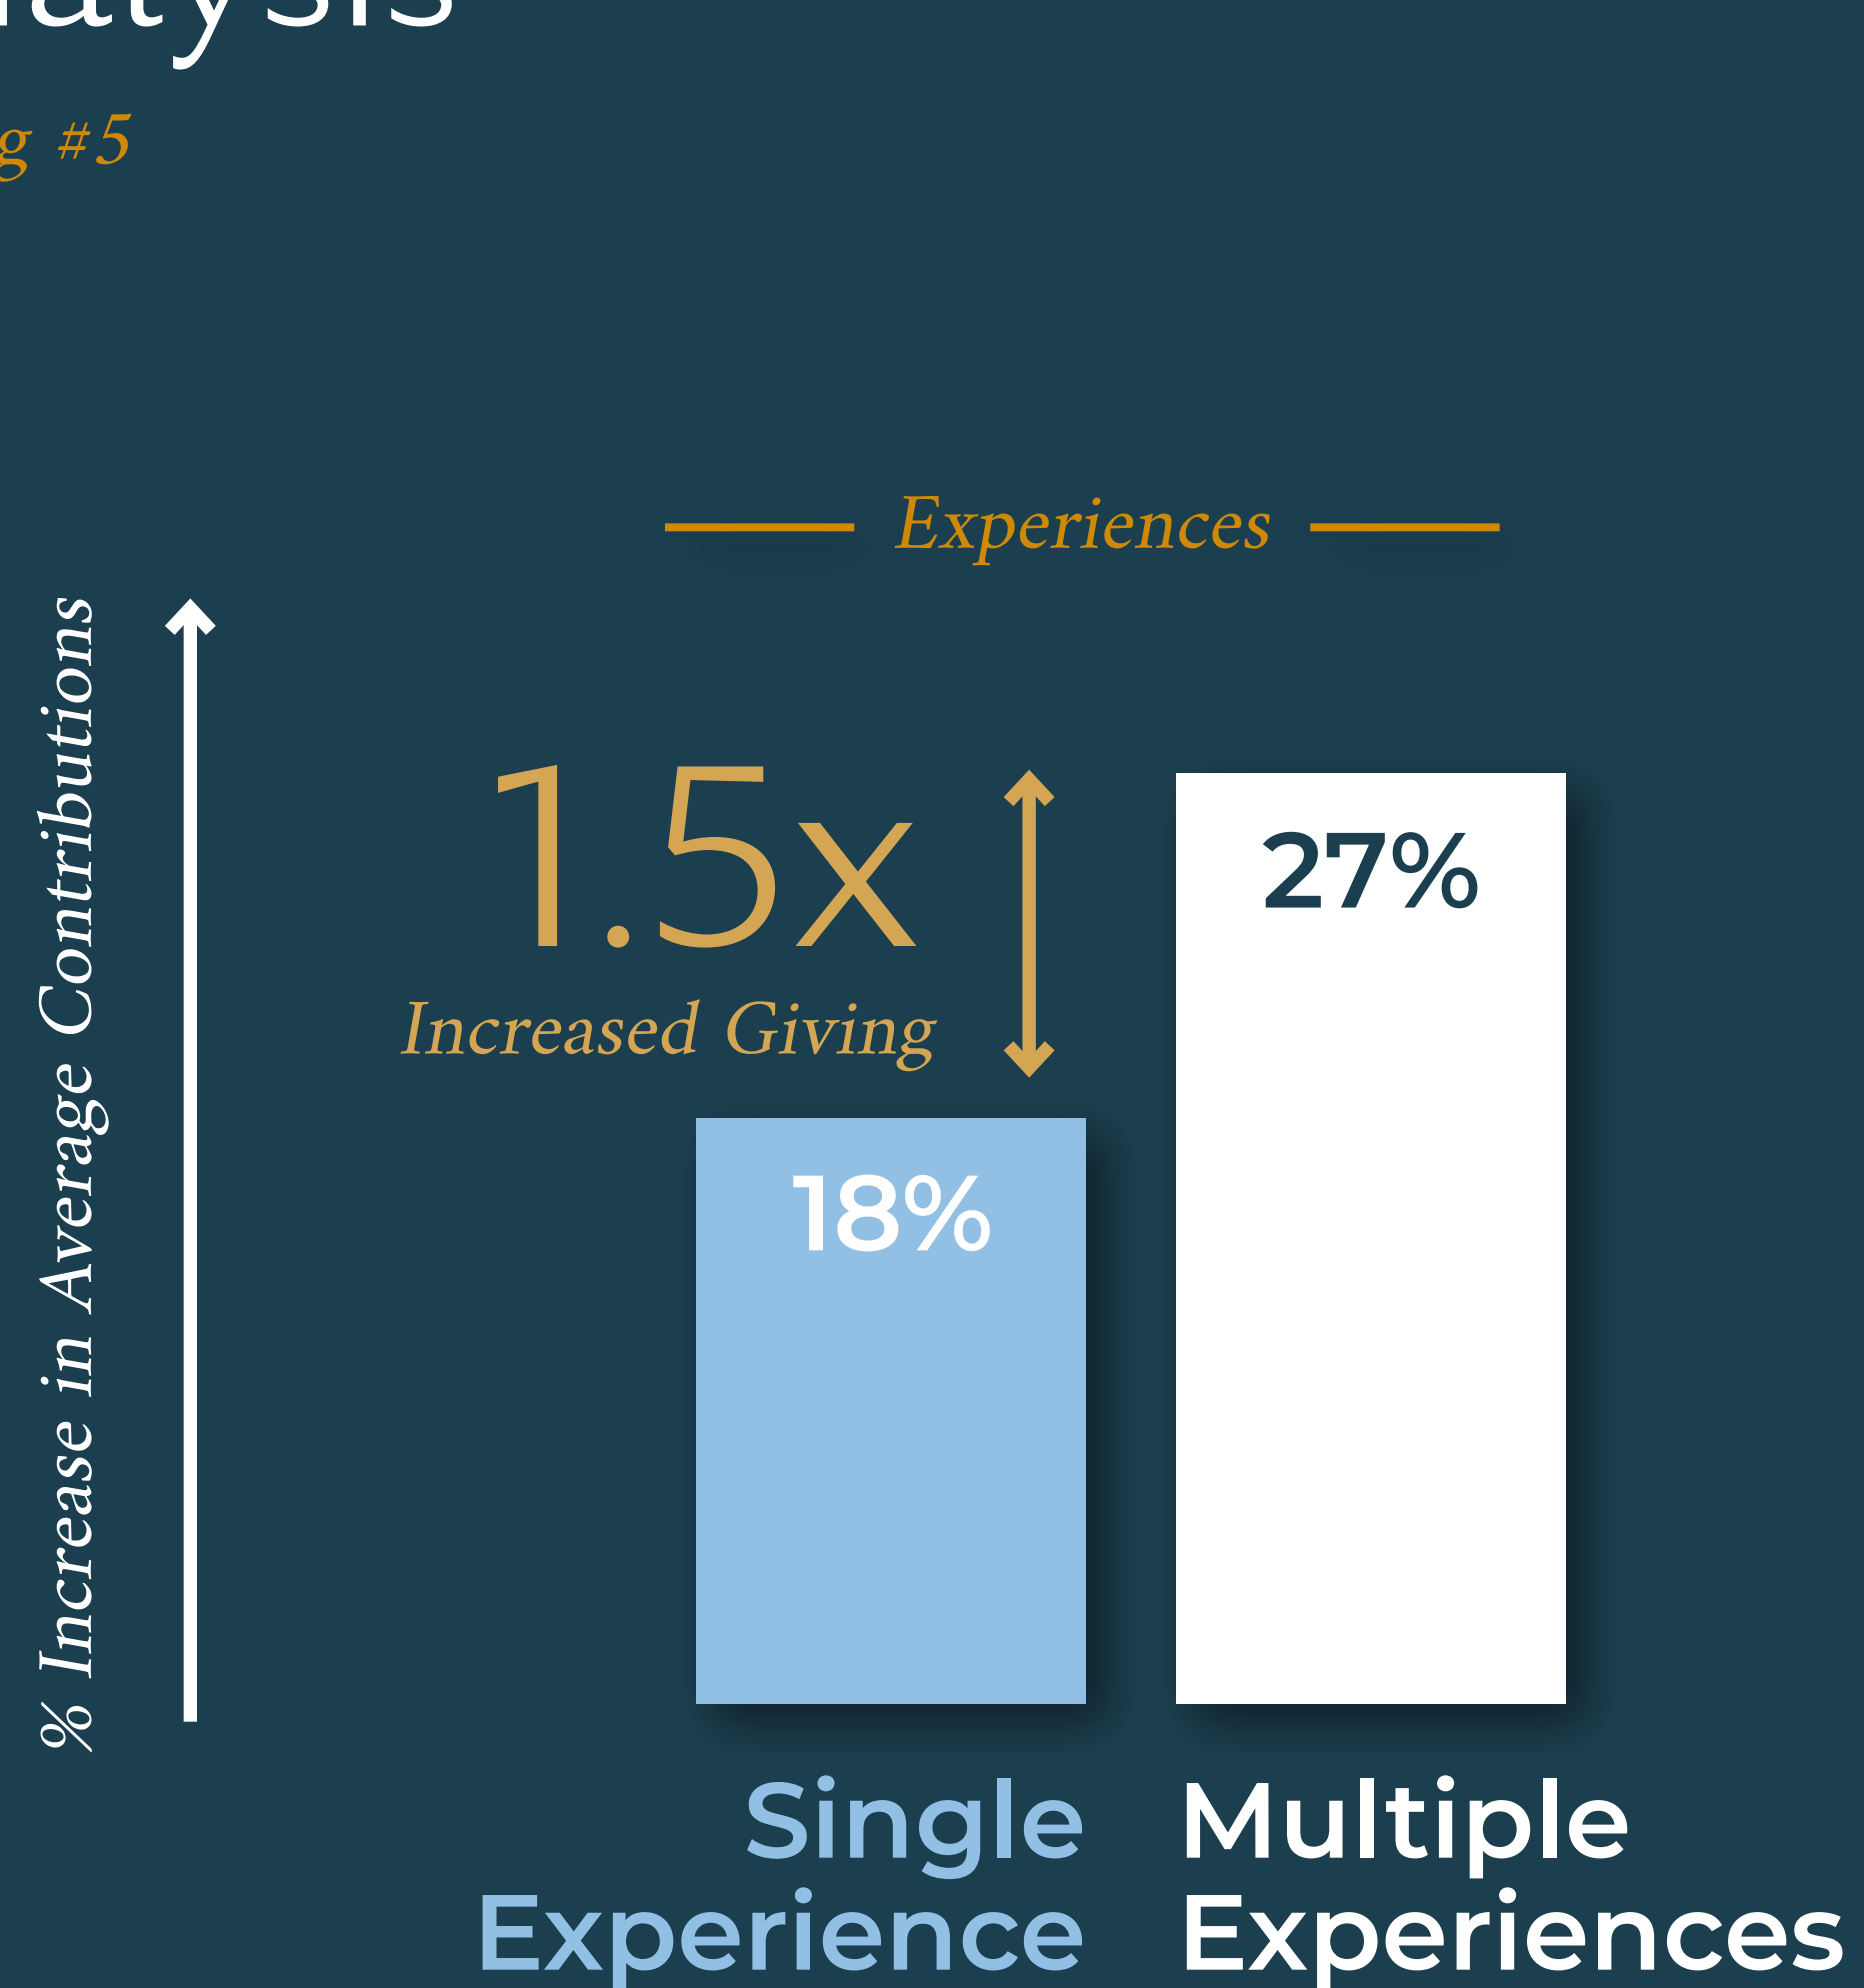 #5
Experiences
% Increase in Average Contributions
1.5x
Increased Giving
27%
18%
Single
Experience
Multiple
Experiences